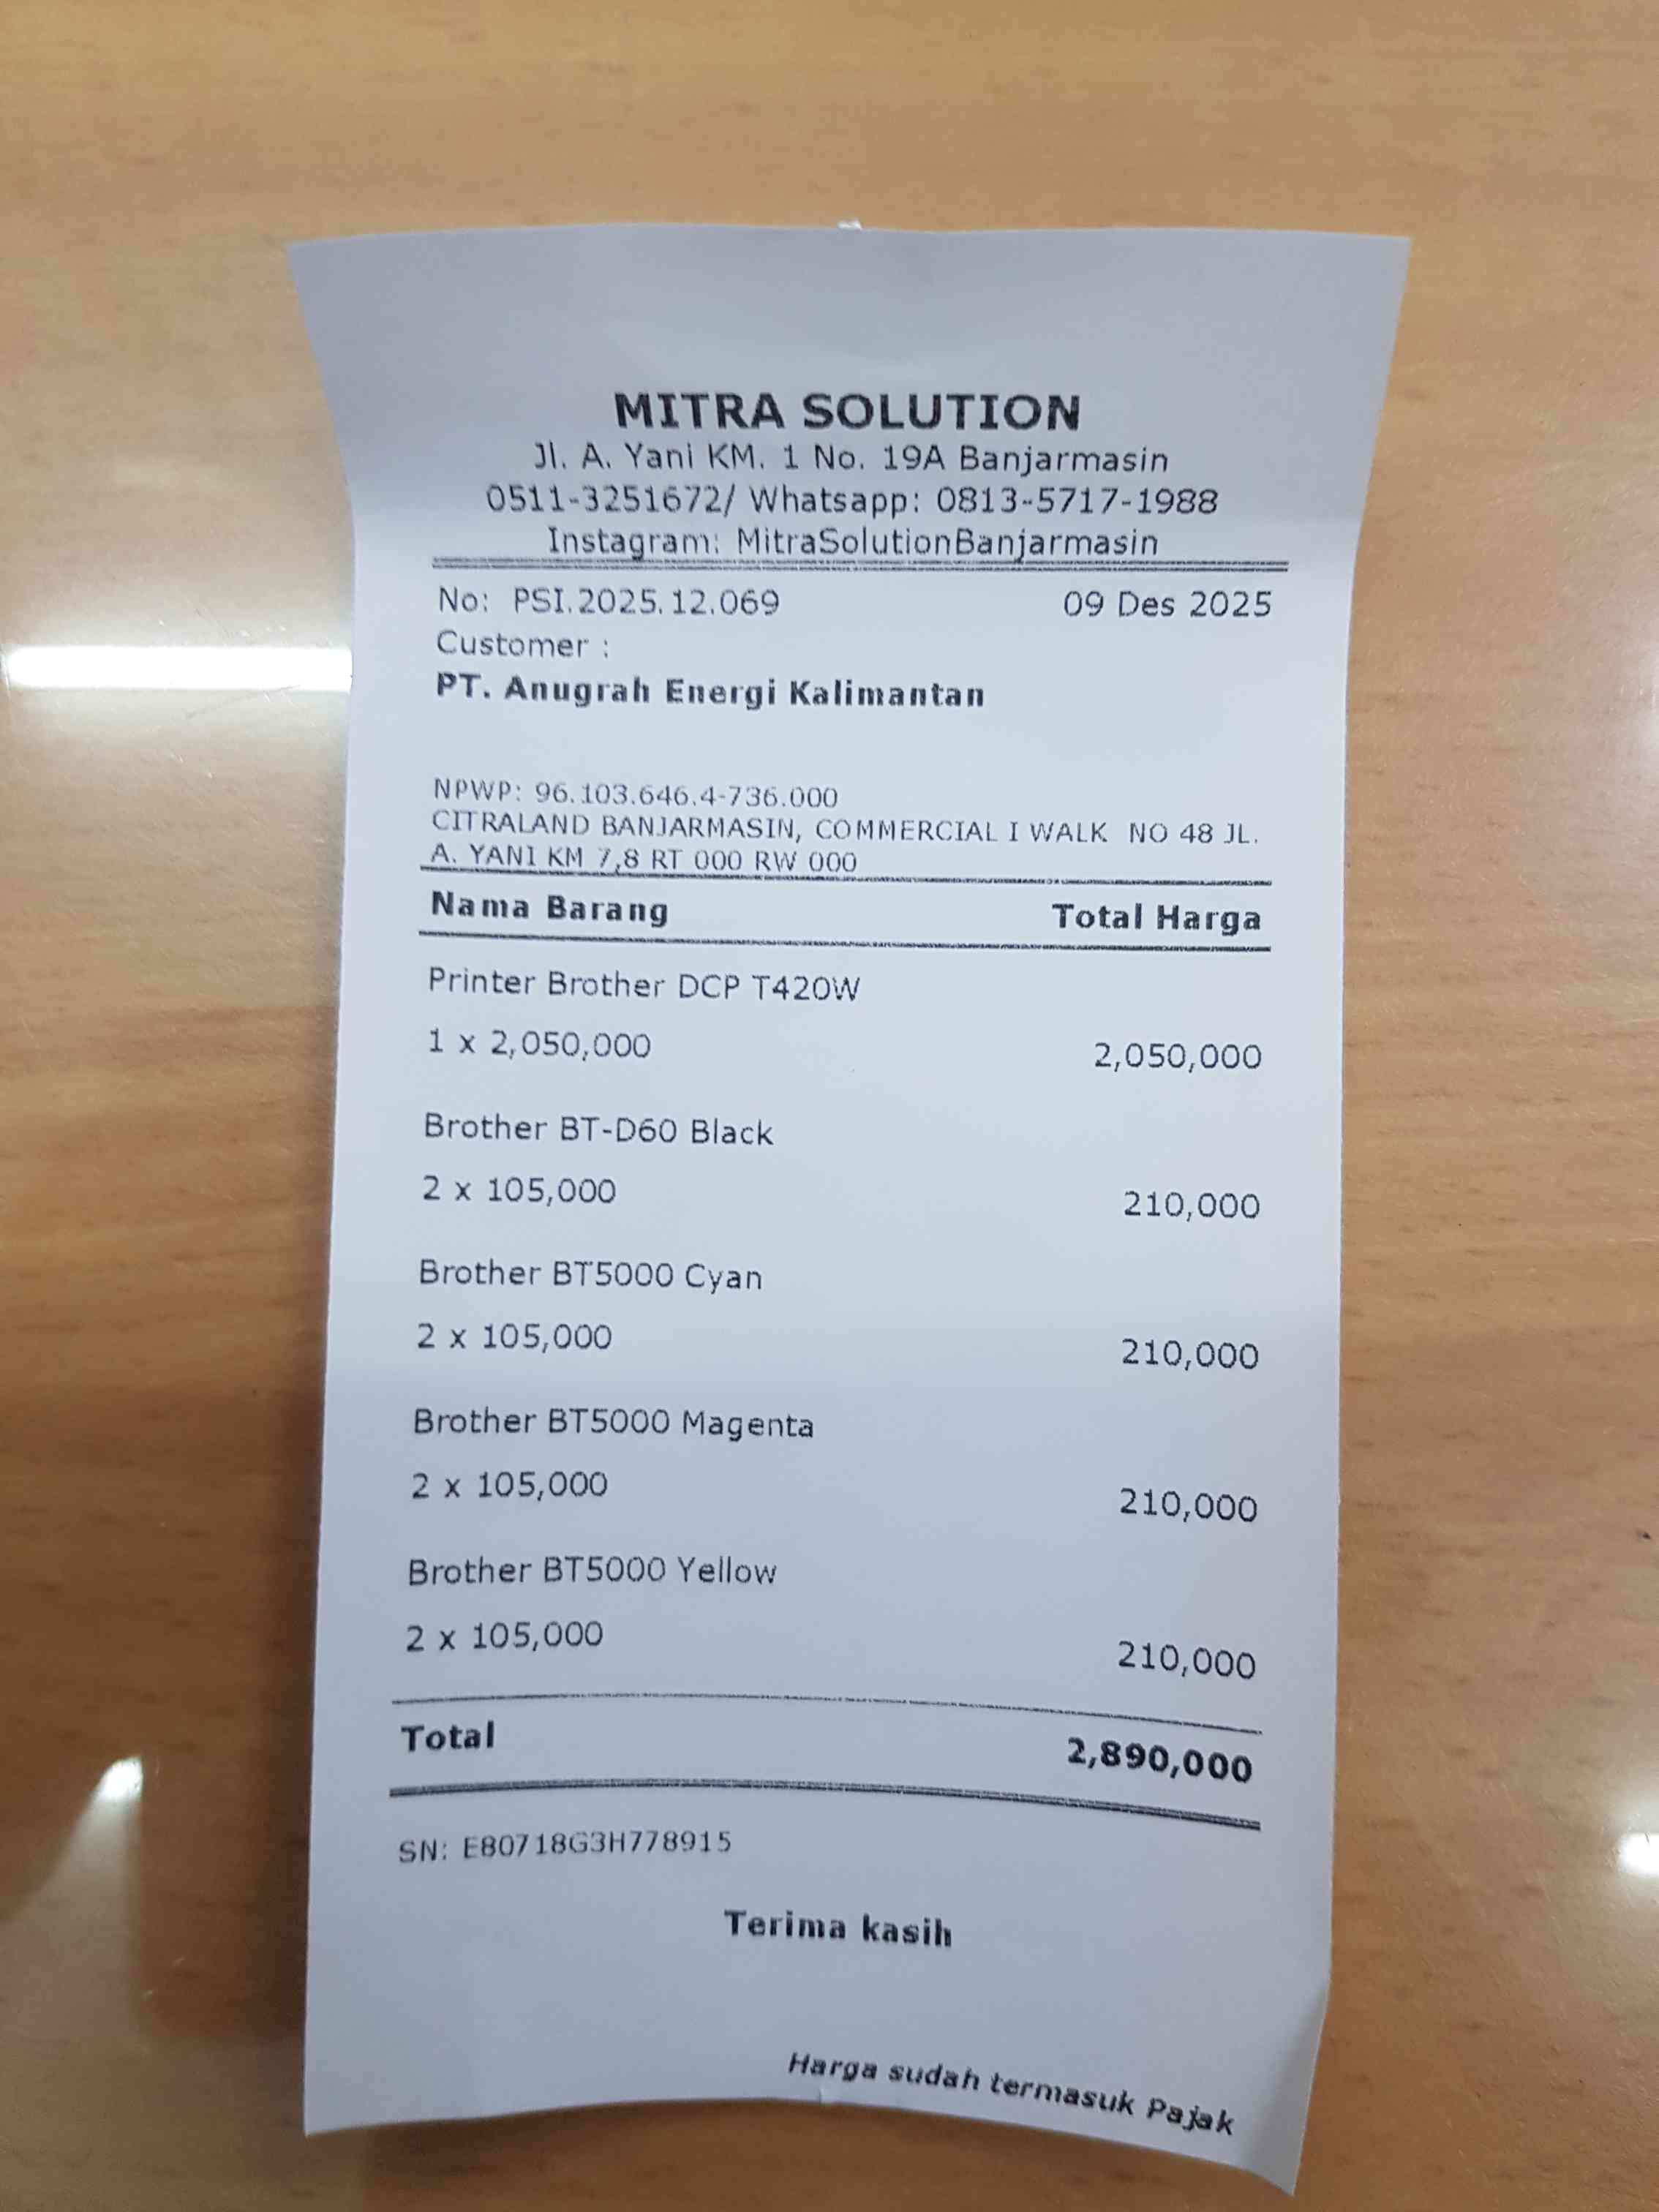 MITRA SOLUTION
Jl. A. Yani KM. 1 No. 19A Banjarmasin
0511-3251672/ Whatsapp: 0813-5717-1988
Instagram: MitraSolutionBanjarmasin
No: PSI.2025.12.069 09 Des 2025
Customer :
PT. Anugrah Energi Kalimantan
NPWP: 96.103.646.4-736.000
CITRALAND BANJARMASIN, COMMERCIAL I WALK NO 48 JL.
A. YANI KM 7,8 RT 000 RW 000
Nama Barang Total Harga
Printer Brother DCP T420W
1 x 2,050,000 2,050,000
Brother BT-D60 Black
2 x 105,000 210,000
Brother BT5000 Cyan
2 x 105,000 210,000
Brother BT5000 Magenta
2 x 105,000 210,000
Brother BT5000 Yellow
2 x 105,000 210,000
Total 2,890,000
SN: E80718G3H778915
Terima kasih
Harga sudah termasuk Pajak